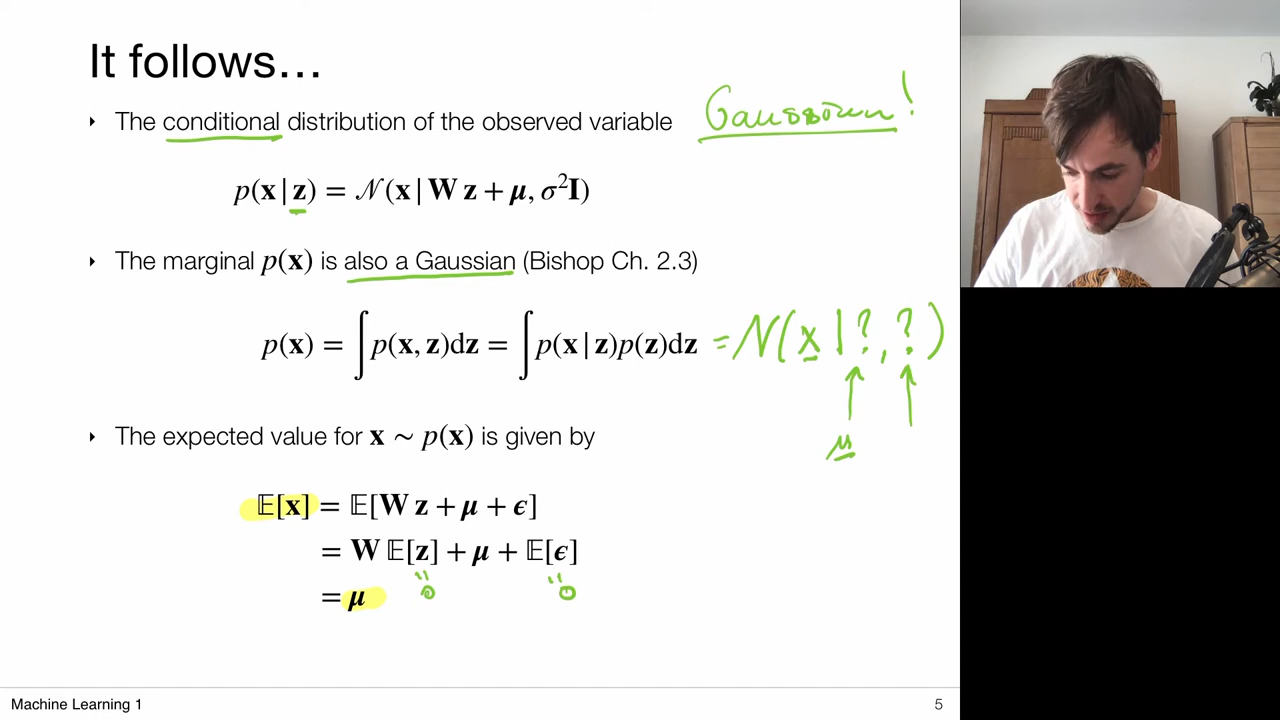 It follows…
‣ The conditional distribution of the observed variable Gaussian!
p(x | z) = 𝒩(x | W z + μ, σ²I)
‣ The marginal p(x) is also a Gaussian (Bishop Ch. 2.3)
p(x) = ∫ p(x, z)dz = ∫ p(x | z)p(z)dz = N(x | ?, ?)
μ
‣ The expected value for x ∼ p(x) is given by
𝔼[x] = 𝔼[W z + μ + ϵ]
= W 𝔼[z] + μ + 𝔼[ϵ]
= μ
" 0 " 0
Machine Learning 1 5